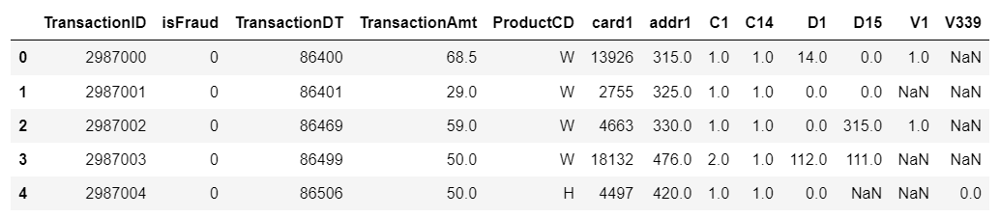 TransactionID isFraud TransactionDT TransactionAmt ProductCD card1 addr1 C1 C14 D1 D15 V1 V339
0 2987000 0 86400 68.5 W 13926 315.0 1.0 1.0 14.0 0.0 1.0 NaN
1 2987001 0 86401 29.0 W 2755 325.0 1.0 1.0 0.0 0.0 NaN NaN
2 2987002 0 86469 59.0 W 4663 330.0 1.0 1.0 0.0 315.0 1.0 NaN
3 2987003 0 86499 50.0 W 18132 476.0 2.0 1.0 112.0 111.0 NaN NaN
4 2987004 0 86506 50.0 H 4497 420.0 1.0 1.0 0.0 NaN NaN 0.0